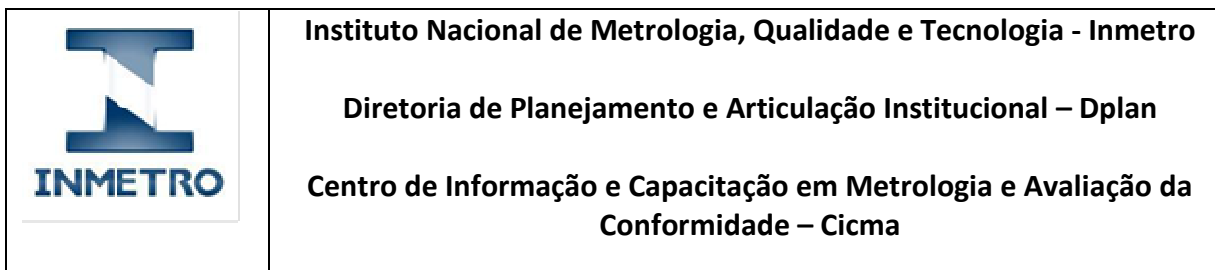 INMETRO
Instituto Nacional de Metrologia, Qualidade e Tecnologia - Inmetro
Diretoria de Planejamento e Articulação Institucional – Dplan
Centro de Informação e Capacitação em Metrologia e Avaliação da
Conformidade – Cicma